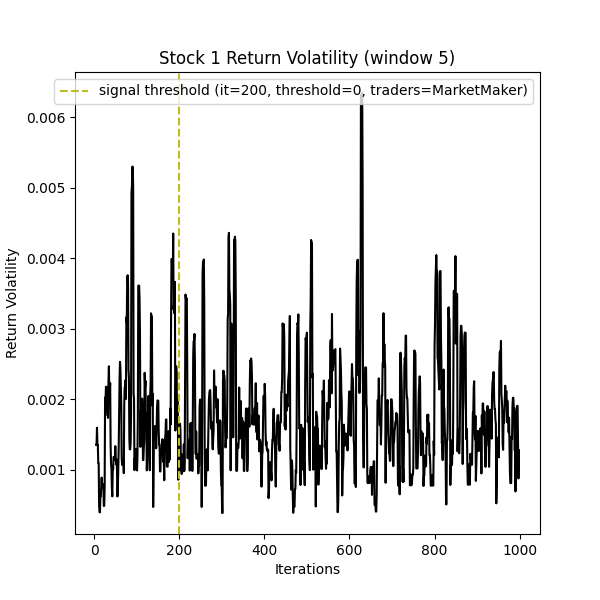 Stock 1 Return Volatility (window 5)
signal threshold (it=200, threshold=0, traders=MarketMaker)
0.006
0.005
0.004
0.003
0.002
0.001
Return Volatility
0 200 400 600 800 1000
Iterations